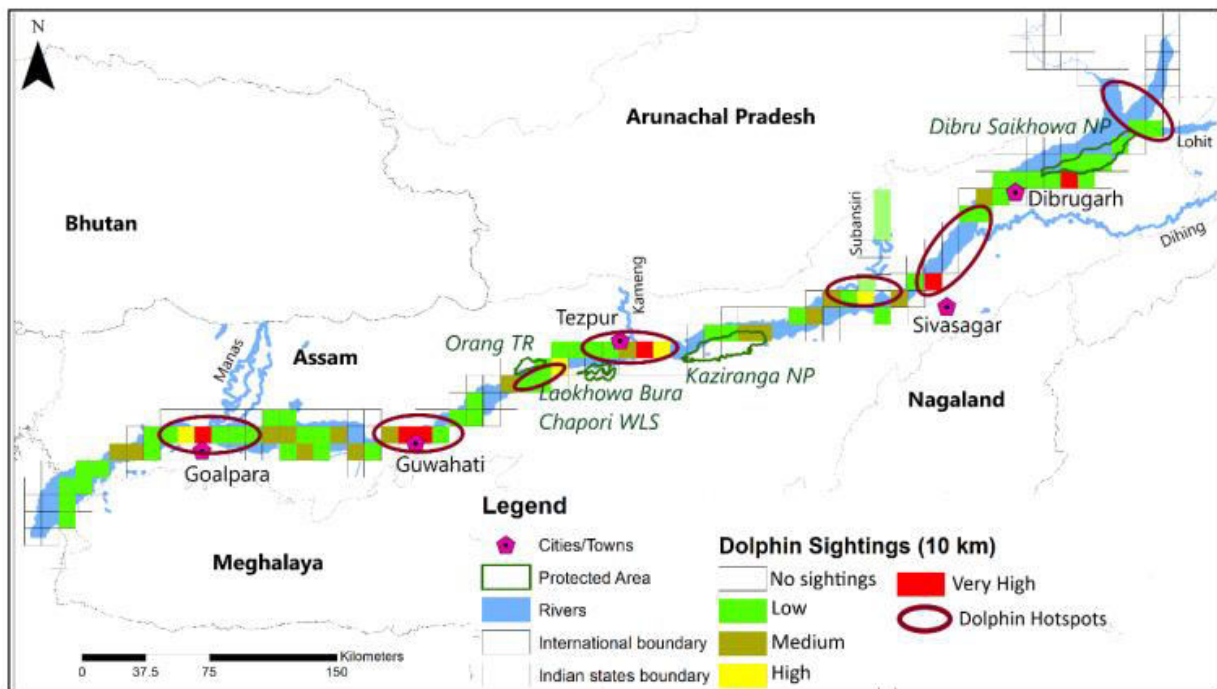 N
Arunachal Pradesh
Dibru Saikhowa NP
Lohit
Bhutan
Dibrugarh
Subansiri
Dihing
Kameng
Tezpur
Sivasagar
Orang TR
Assam
Manas
Kaziranga NP
Laokhowa Bura
Chapori WLS
Nagaland
Goalpara
Guwahati
Meghalaya
Legend
Cities/Towns
Protected Area
Rivers
International boundary
Indian states boundary
Dolphin Sightings (10 km)
No sightings
Low
Medium
High
Very High
Dolphin Hotspots
Kilometers
0 37.5 75 150